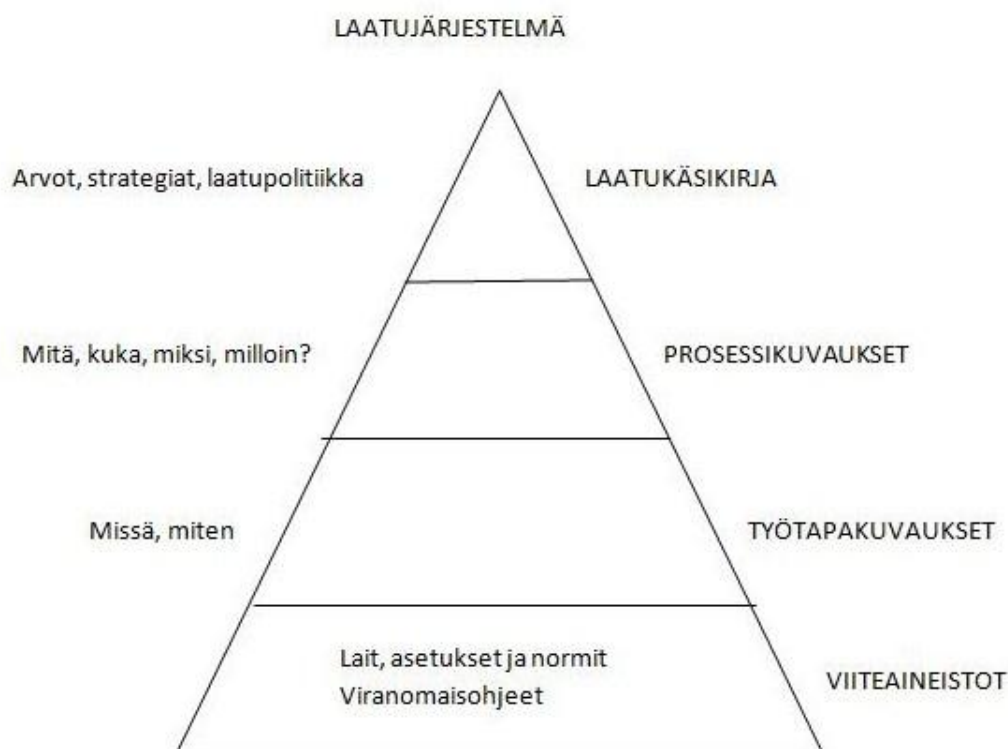 LAATUJÄRJESTELMÄ
Arvot, strategiat, laatupolitiikka
LAATUKÄSIKIRJA
Mitä, kuka, miksi, milloin?
PROSESSIKUVAUKSET
Missä, miten
TYÖTAPAKUVAUKSET
Lait, asetukset ja normit
Viranomaisohjeet
VIITEAINEISTOT